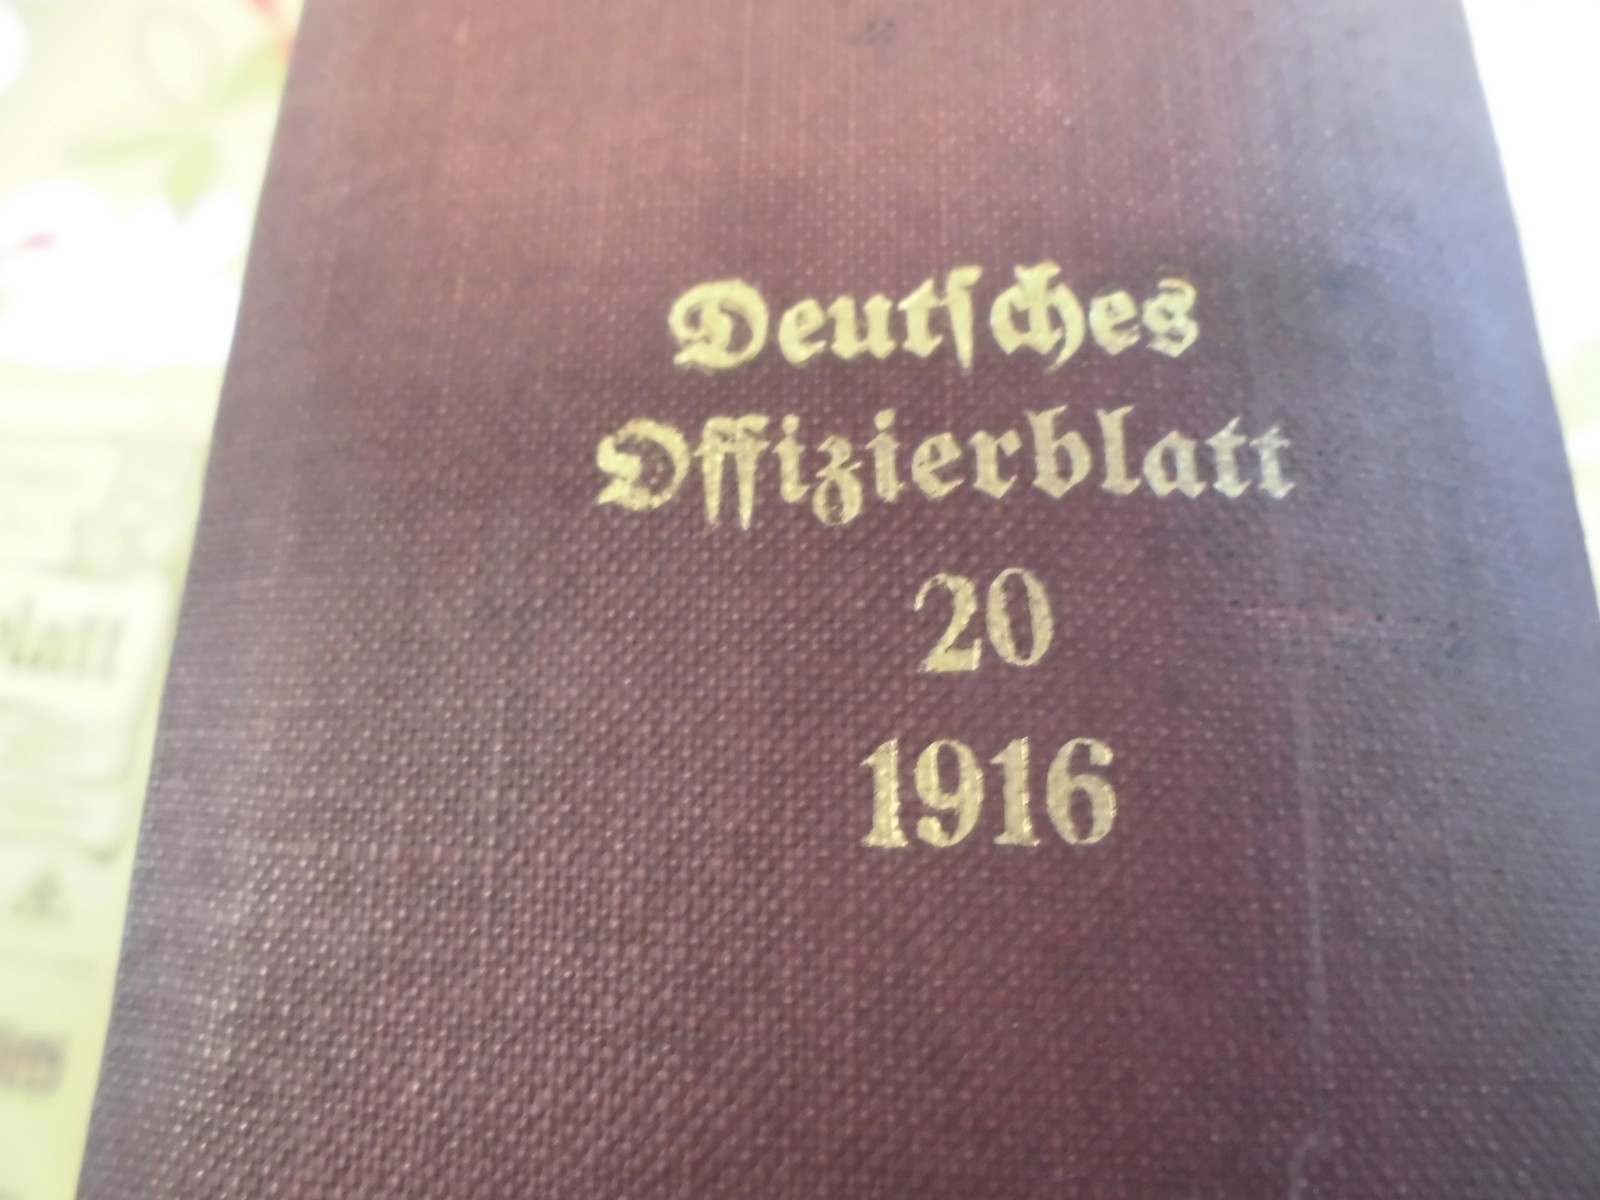 Deutſches
Offizierblatt
20
1916